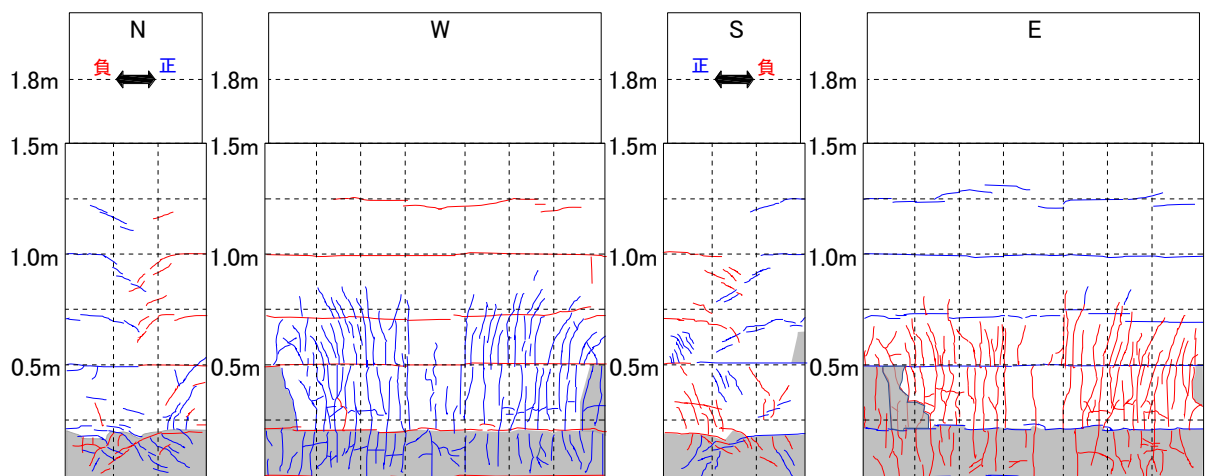 N W S E
負 正 正 負
1.8m 1.8m 1.8m 1.8m
1.5m 1.5m 1.5m 1.5m
1.0m 1.0m 1.0m 1.0m
0.5m 0.5m 0.5m 0.5m